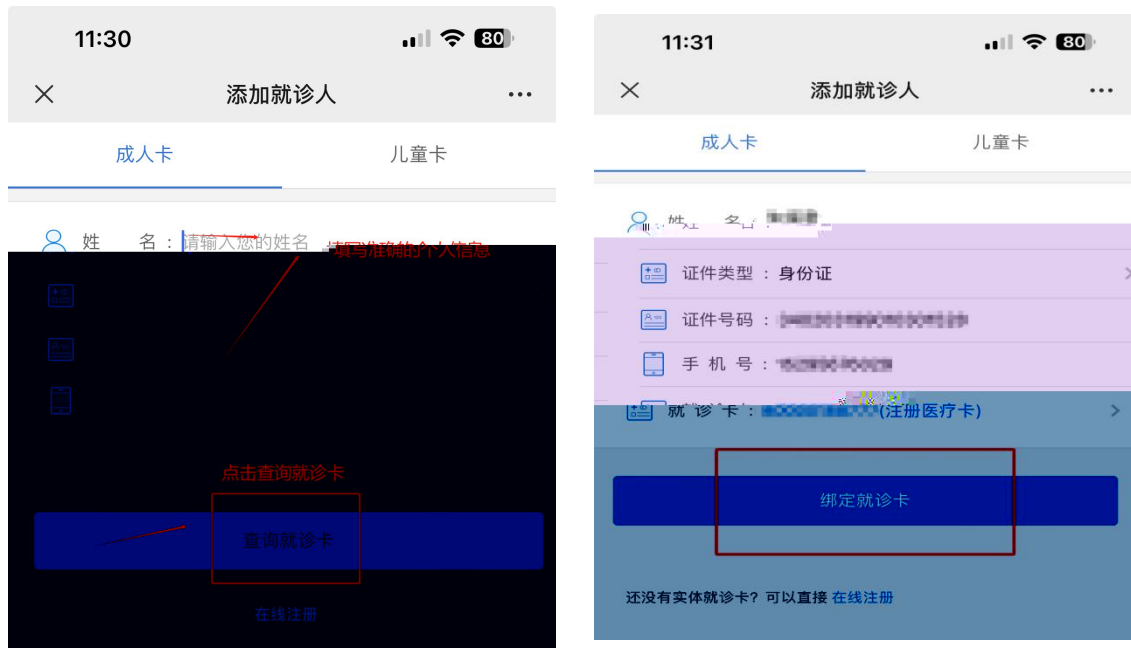 11:30
80
添加就诊人
成人卡
儿童卡
姓 名 : 请输入您的姓名
填写准确的个人信息
点击查询就诊卡
查询就诊卡
在线注册
11:31
80
添加就诊人
成人卡
儿童卡
姓 名 :
证件类型 : 身份证
证件号码 :
手 机 号 :
就 诊 卡 : (注册医疗卡)
绑定就诊卡
还没有实体就诊卡? 可以直接 在线注册